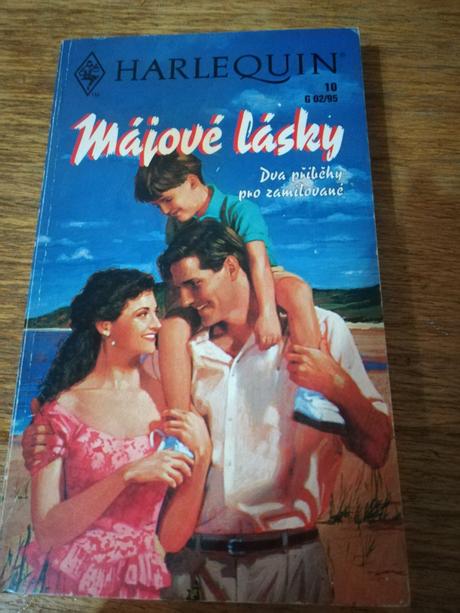 HARLEQUIN®
10
G 02/95
Májové lásky
Dva příběhy
pro zamilované